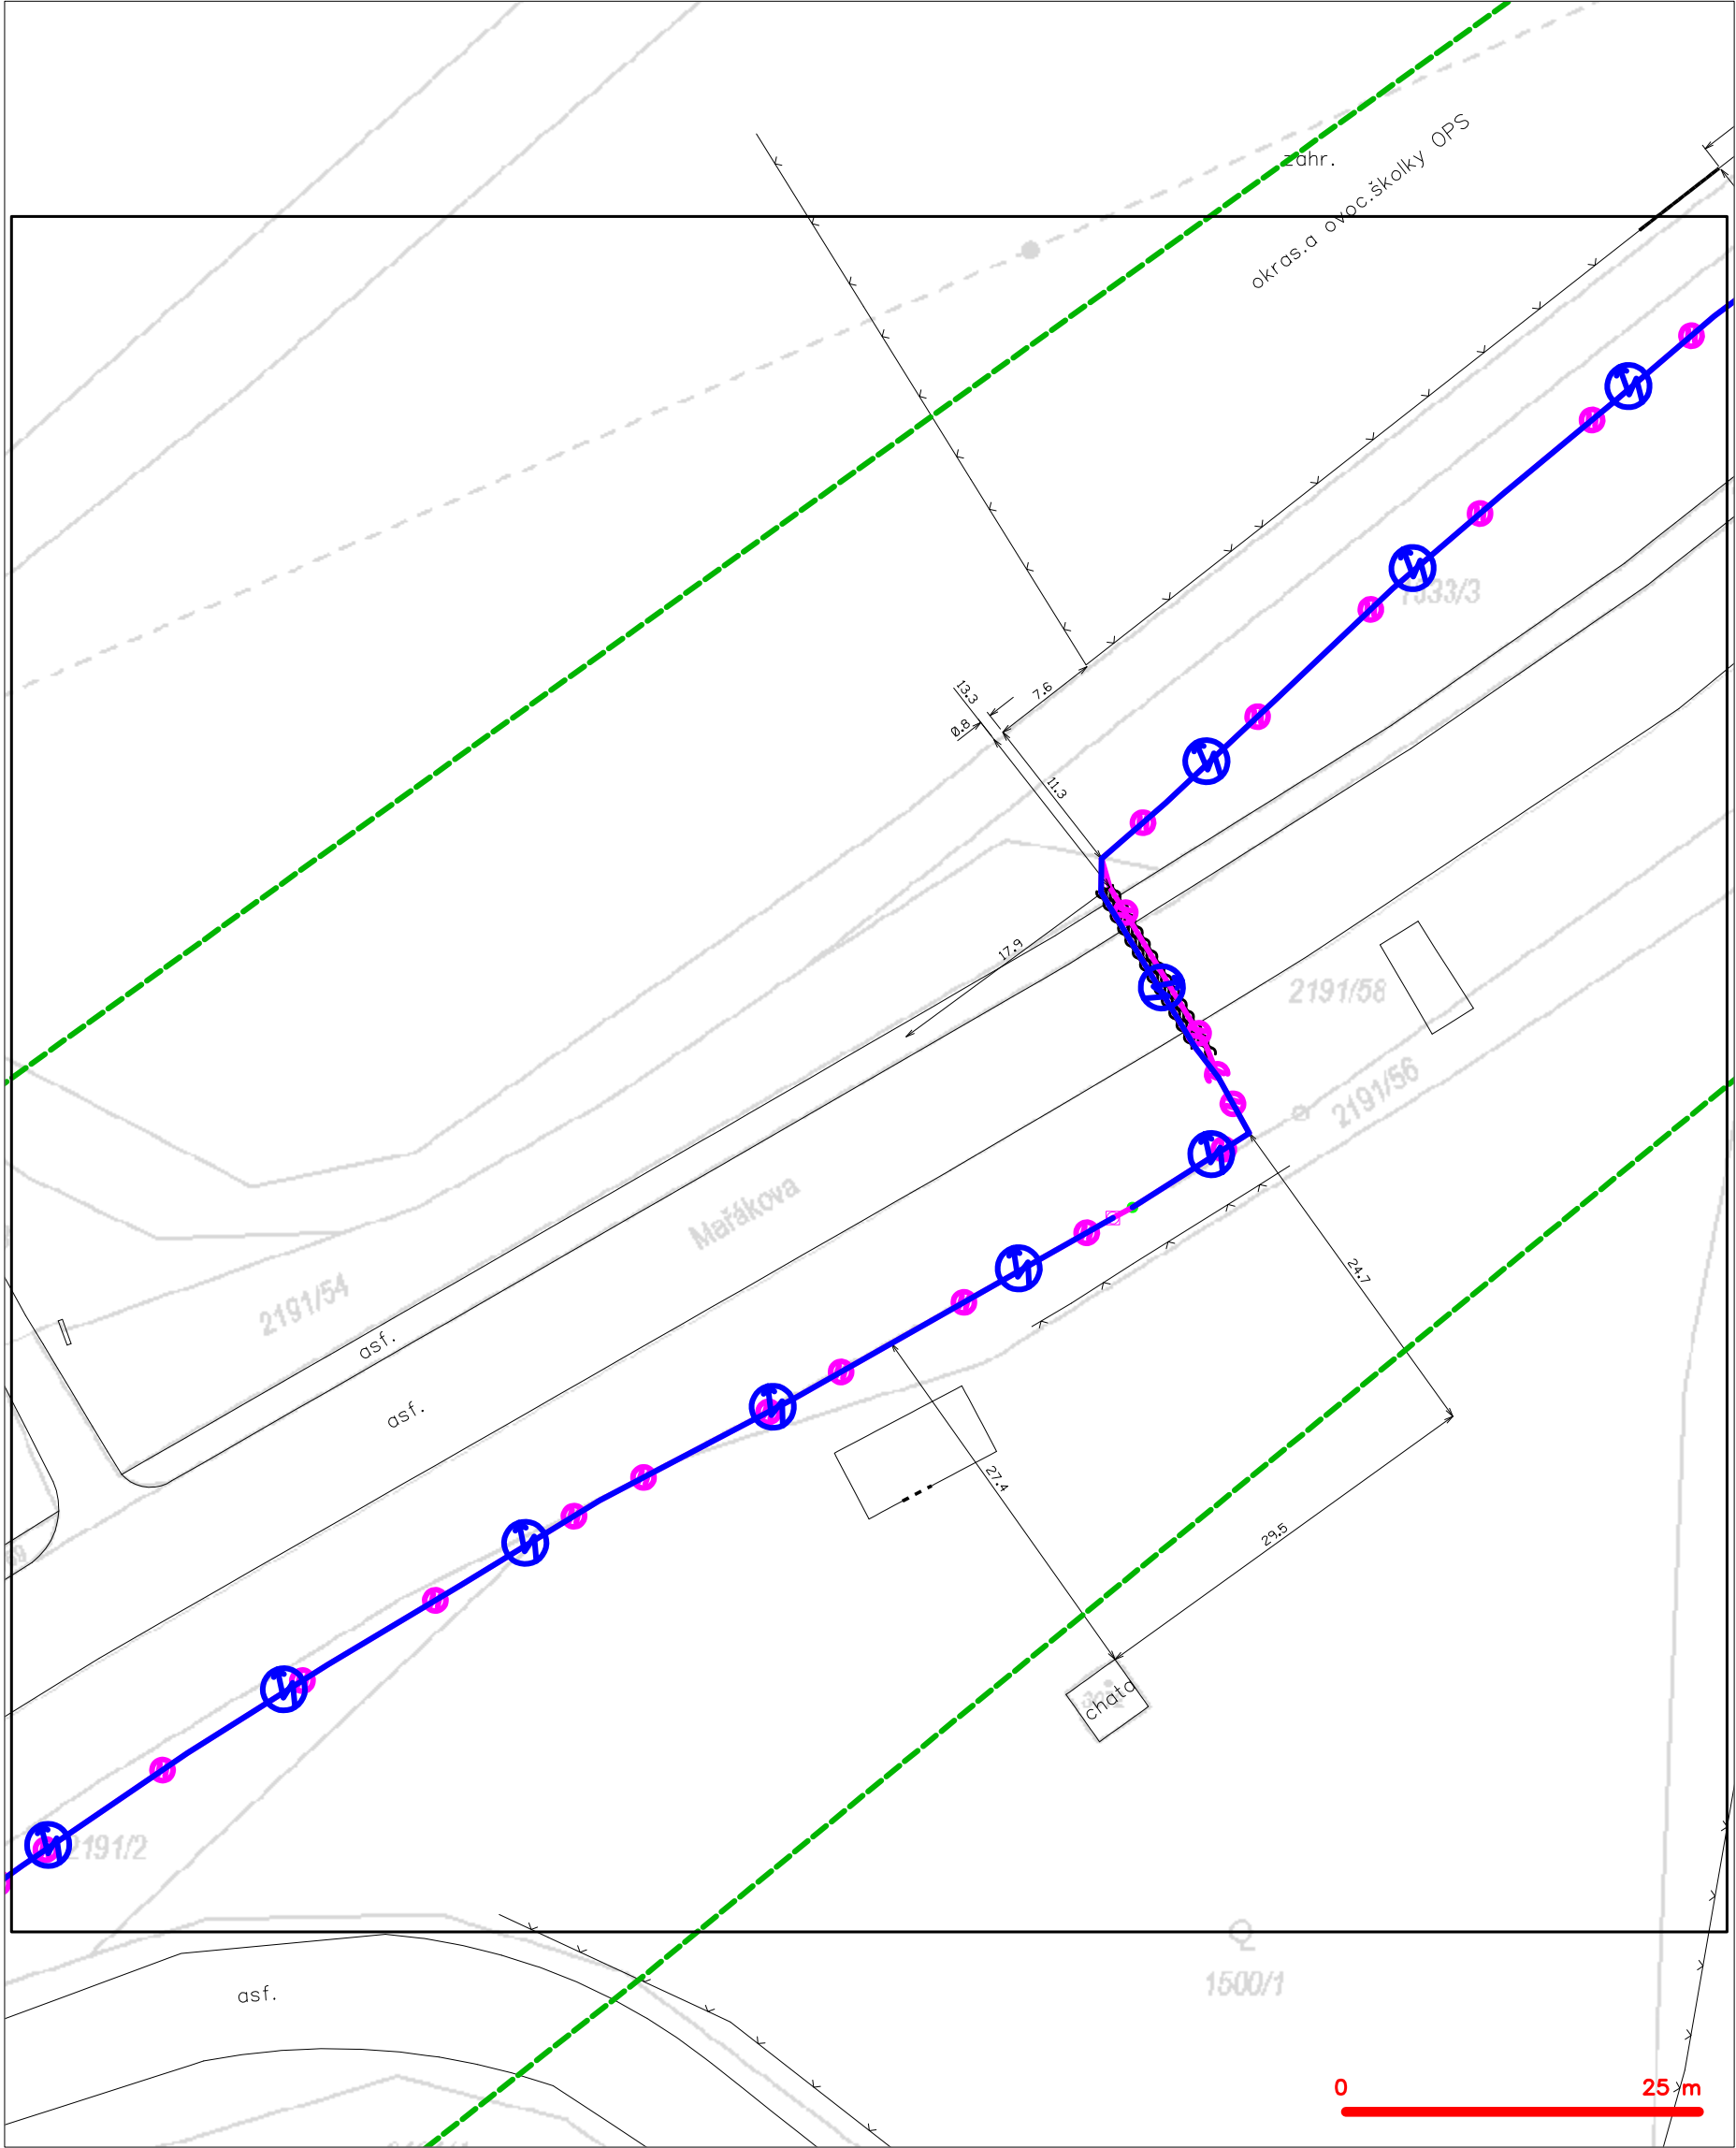 zahr.
okras.a ovoc.školky OPS
1533/3
13.3
0.8
7.6
11.3
17.9
2191/58
2191/56
Mařákova
2191/54
asf.
asf.
24.7
27.4
29.5
chata
2191/2
asf.
1500/1
0
25 m